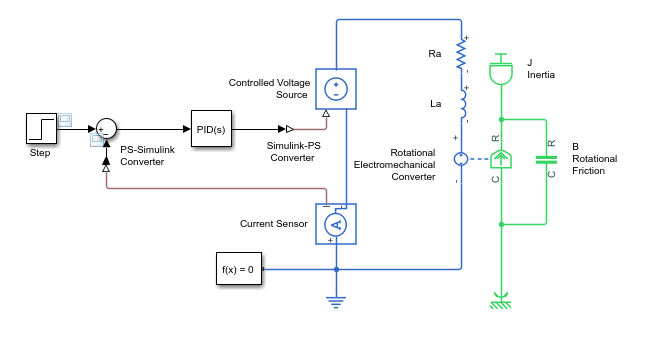 Ra
J
Inertia
Controlled Voltage
Source
La
PID(s)
Step
PS-Simulink
Converter
Simulink-PS
Converter
Rotational
Electromechanical
Converter
R
C
R
C
B
Rotational
Friction
Current Sensor
I
A
f(x) = 0